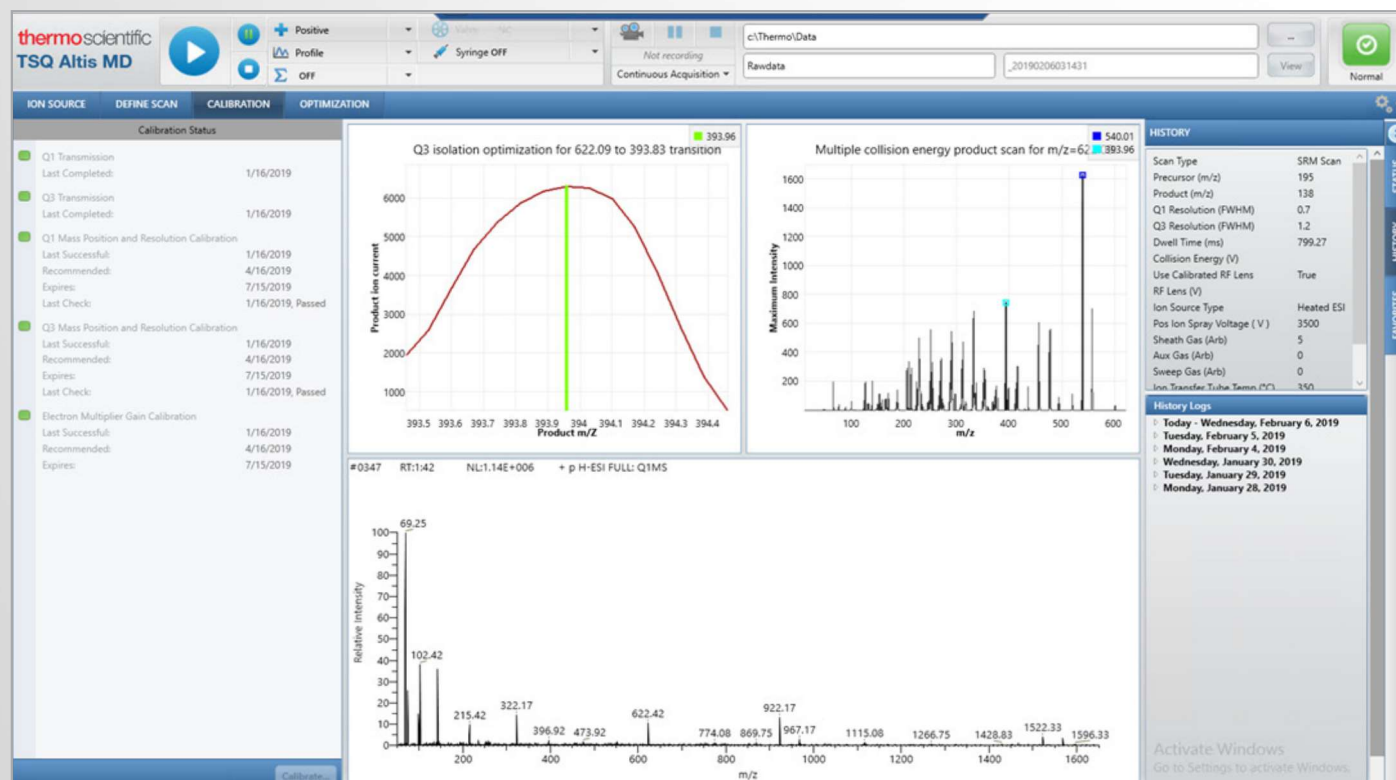 thermoscientific
TSQ Altis MD
Positive
Profile
OFF
Syringe OFF
Not recording
Continuous Acquisition
c:\Thermo\Data
...
Rawdata
_20190206031431
View
Normal
ION SOURCE DEFINE SCAN CALIBRATION OPTIMIZATION
Calibration Status
Q1 Transmission
Last Completed: 1/16/2019
Q3 Transmission
Last Completed: 1/16/2019
Q1 Mass Position and Resolution Calibration
Last Successful: 1/16/2019
Recommended: 4/16/2019
Expires: 7/15/2019
Last Check: 1/16/2019, Passed
Q3 Mass Position and Resolution Calibration
Last Successful: 1/16/2019
Recommended: 4/16/2019
Expires: 7/15/2019
Last Check: 1/16/2019, Passed
Electron Multiplier Gain Calibration
Last Successful: 1/16/2019
Recommended: 4/16/2019
Expires: 7/15/2019
Calibrate...
393.96
Q3 isolation optimization for 622.09 to 393.83 transition
Product ion current
6000
5000
4000
3000
2000
1000
393.5 393.6 393.7 393.8 393.9 394 394.1 394.2 394.3 394.4
Product m/Z
540.01
393.96
Multiple collision energy product scan for m/z=62
Maximum Intensity
1600
1400
1200
1000
800
600
400
200
100 200 300 400 500 600
m/z
#0347 RT:1:42 NL:1.14E+006 + p H-ESI FULL: Q1MS
Relative Intensity
100
90
80
70
60
50
40
30
20
10
0
69.25
102.42
215.42
322.17
396.92
473.92
622.42
774.08
869.75
922.17
967.17
1115.08
1266.75
1428.83
1522.33
1596.33
200 400 600 800 1000 1200 1400 1600
m/z
HISTORY
Scan Type SRM Scan
Precursor (m/z) 195
Product (m/z) 138
Q1 Resolution (FWHM) 0.7
Q3 Resolution (FWHM) 1.2
Dwell Time (ms) 799.27
Collision Energy (V)
Use Calibrated RF Lens True
RF Lens (V)
Ion Source Type Heated ESI
Pos Ion Spray Voltage ( V ) 3500
Sheath Gas (Arb) 5
Aux Gas (Arb) 0
Sweep Gas (Arb) 0
Ion Transfer Tube Temp (°C) 350
History Logs
Today - Wednesday, February 6, 2019
Tuesday, February 5, 2019
Monday, February 4, 2019
Wednesday, January 30, 2019
Tuesday, January 29, 2019
Monday, January 28, 2019
Activate Windows
Go to Settings to activate Windows.